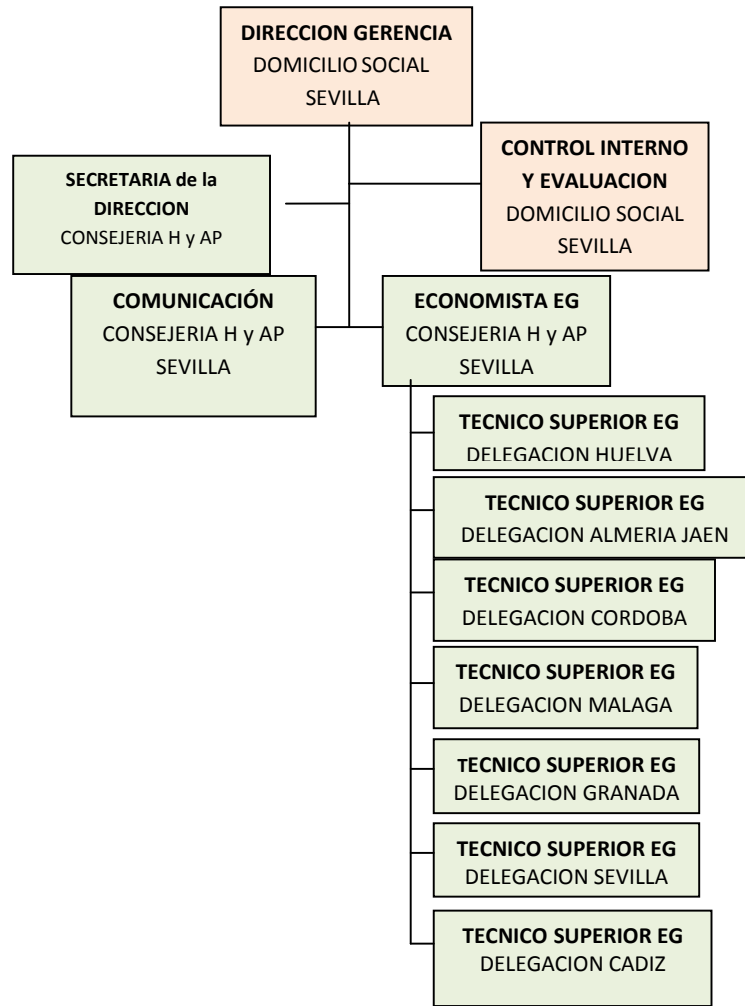 DIRECCION GERENCIA
DOMICILIO SOCIAL
SEVILLA
CONTROL INTERNO
Y EVALUACION
DOMICILIO SOCIAL
SEVILLA
SECRETARIA de la
DIRECCION
CONSEJERIA H y AP
COMUNICACIÓN
CONSEJERIA H y AP
SEVILLA
ECONOMISTA EG
CONSEJERIA H y AP
SEVILLA
TECNICO SUPERIOR EG
DELEGACION HUELVA
TECNICO SUPERIOR EG
DELEGACION ALMERIA JAEN
TECNICO SUPERIOR EG
DELEGACION CORDOBA
TECNICO SUPERIOR EG
DELEGACION MALAGA
TECNICO SUPERIOR EG
DELEGACION GRANADA
TECNICO SUPERIOR EG
DELEGACION SEVILLA
TECNICO SUPERIOR EG
DELEGACION CADIZ